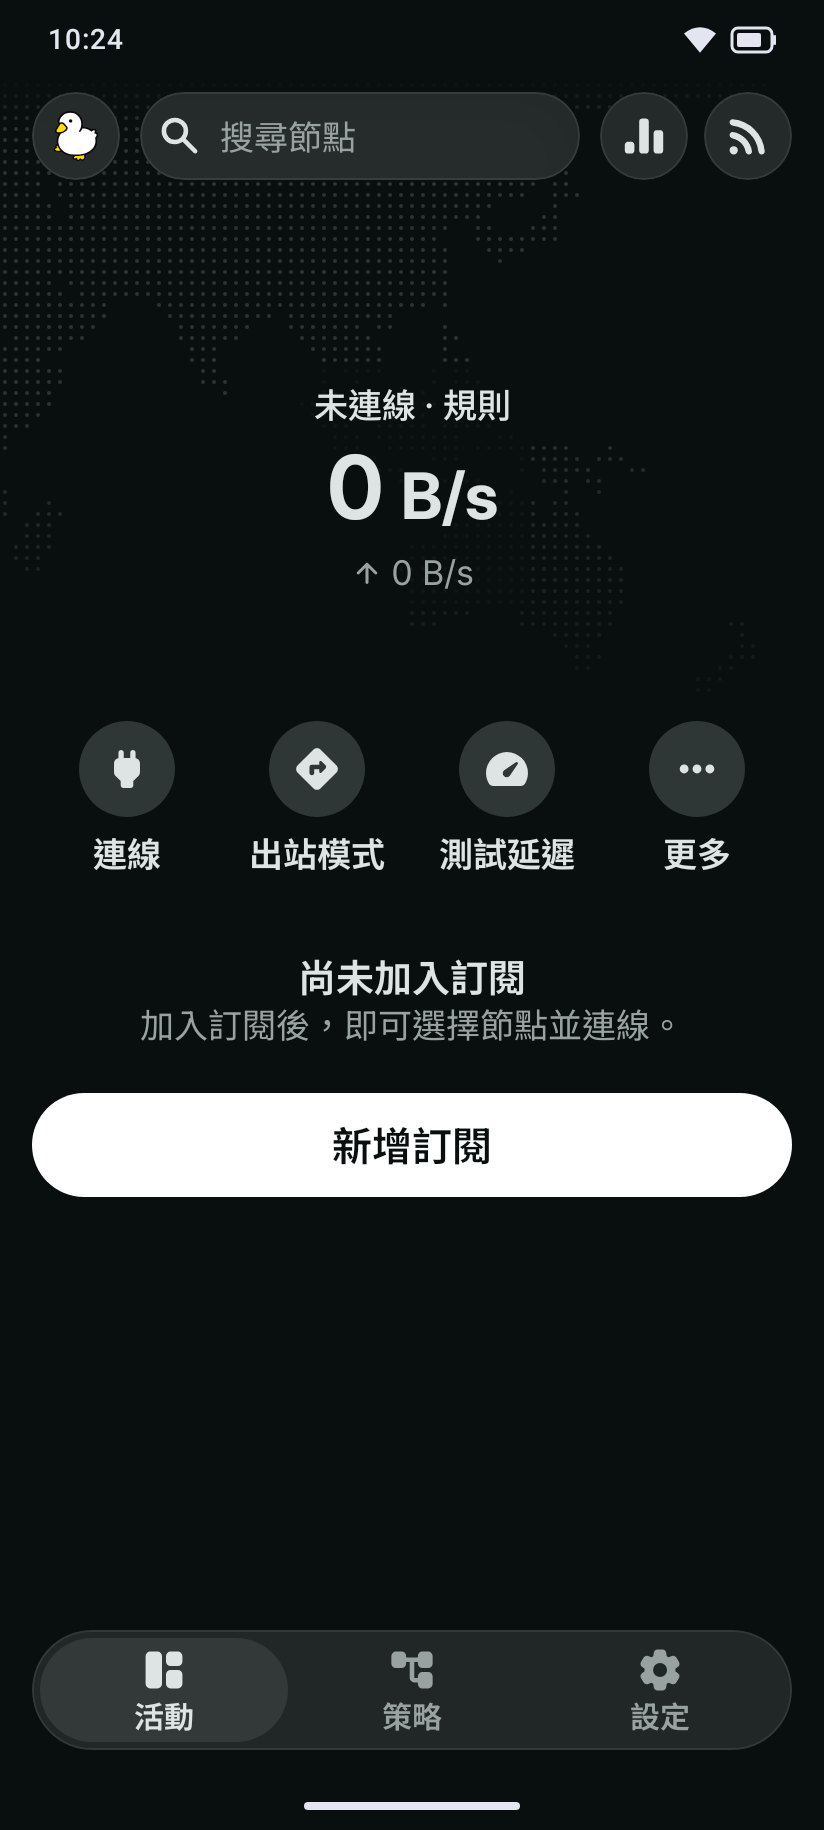 10:24
搜尋節點
未連線 · 規則
0 B/s
↑ 0 B/s
連線
出站模式
測試延遲
更多
尚未加入訂閱
加入訂閱後，即可選擇節點並連線。
新增訂閱
活動
策略
設定